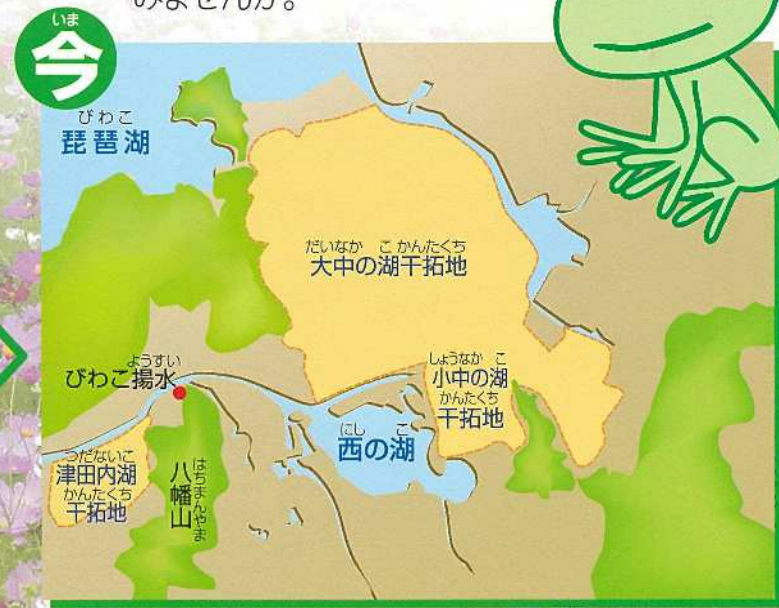 みませんか。
いま
今
びわこ
琵琶湖
だいなか こ かんたくち
大中の湖干拓地
ようすい
びわこ揚水
しょうなか こ
小中の湖
かんたくち
干拓地
にし こ
西の湖
つだないこ
津田内湖
かんたくち
干拓地
はちまんやま
八幡山